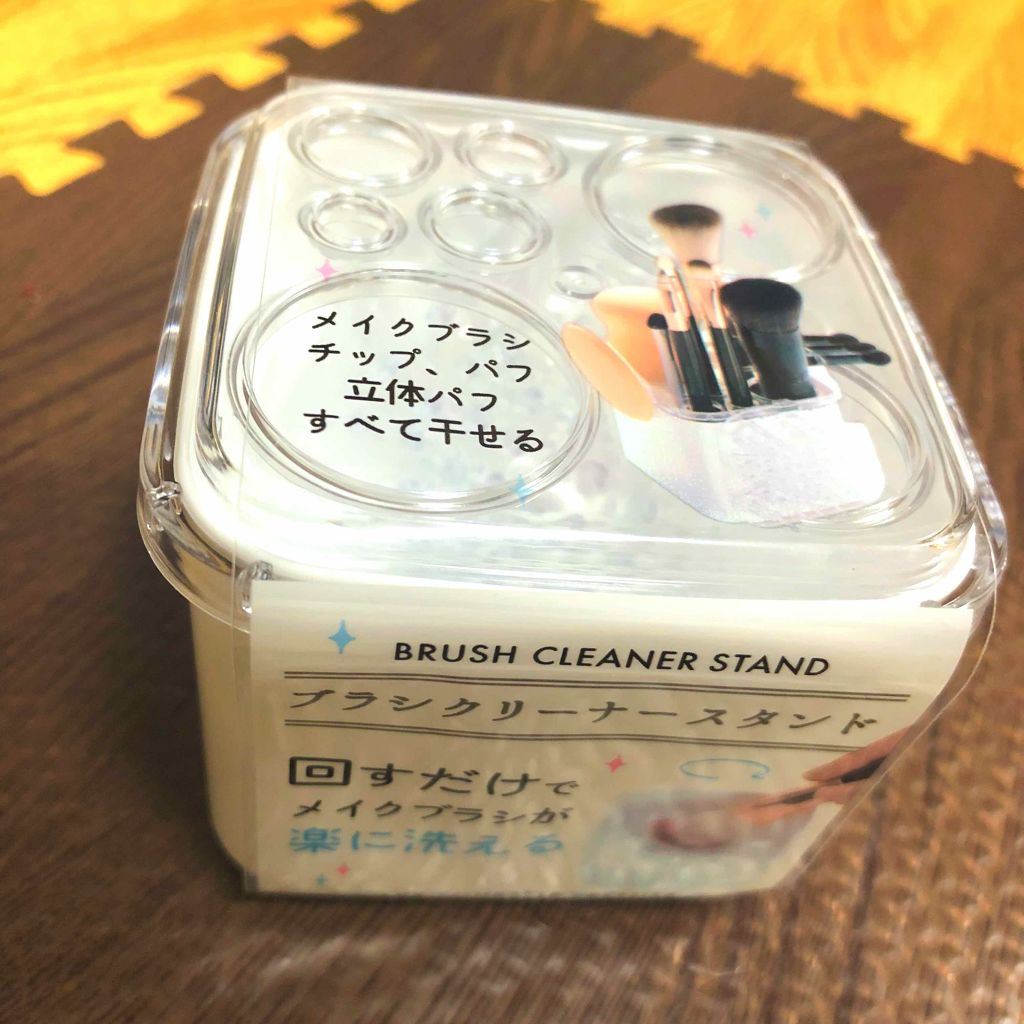 メイクブラシ
チップ、パフ
立体パフ
すべて干せる
BRUSH CLEANER STAND
ブラシクリーナースタンド
回すだけで
メイクブラシが
楽に洗える